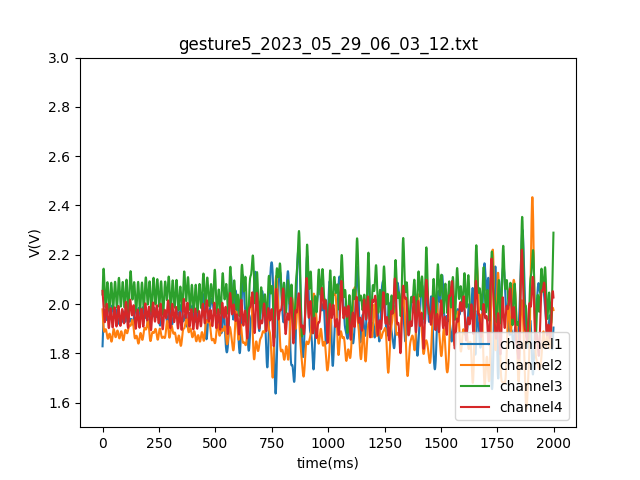 gesture5_2023_05_29_06_03_12.txt
V(V)
3.0
2.8
2.6
2.4
2.2
2.0
1.8
1.6
0 250 500 750 1000 1250 1500 1750 2000
time(ms)
channel1
channel2
channel3
channel4